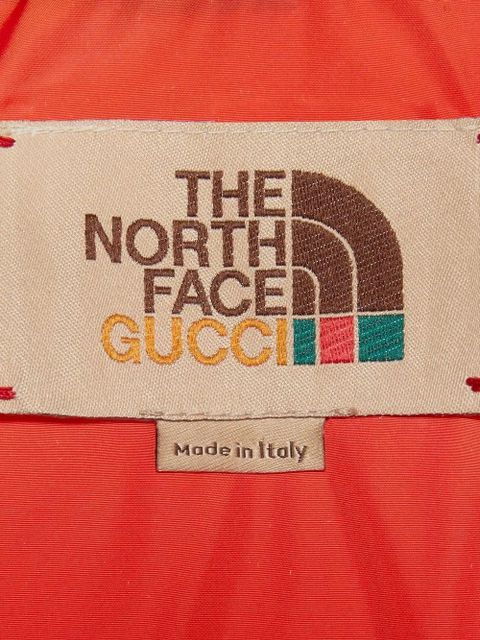 THE
NORTH
FACE
GUCCI
Made in Italy